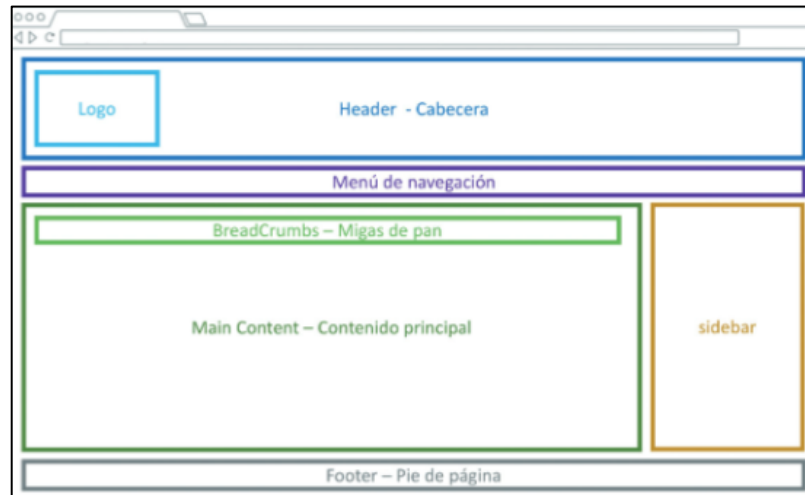 Logo
Header - Cabecera
Menú de navegación
BreadCrumbs – Migas de pan
Main Content – Contenido principal
sidebar
Footer – Pie de página